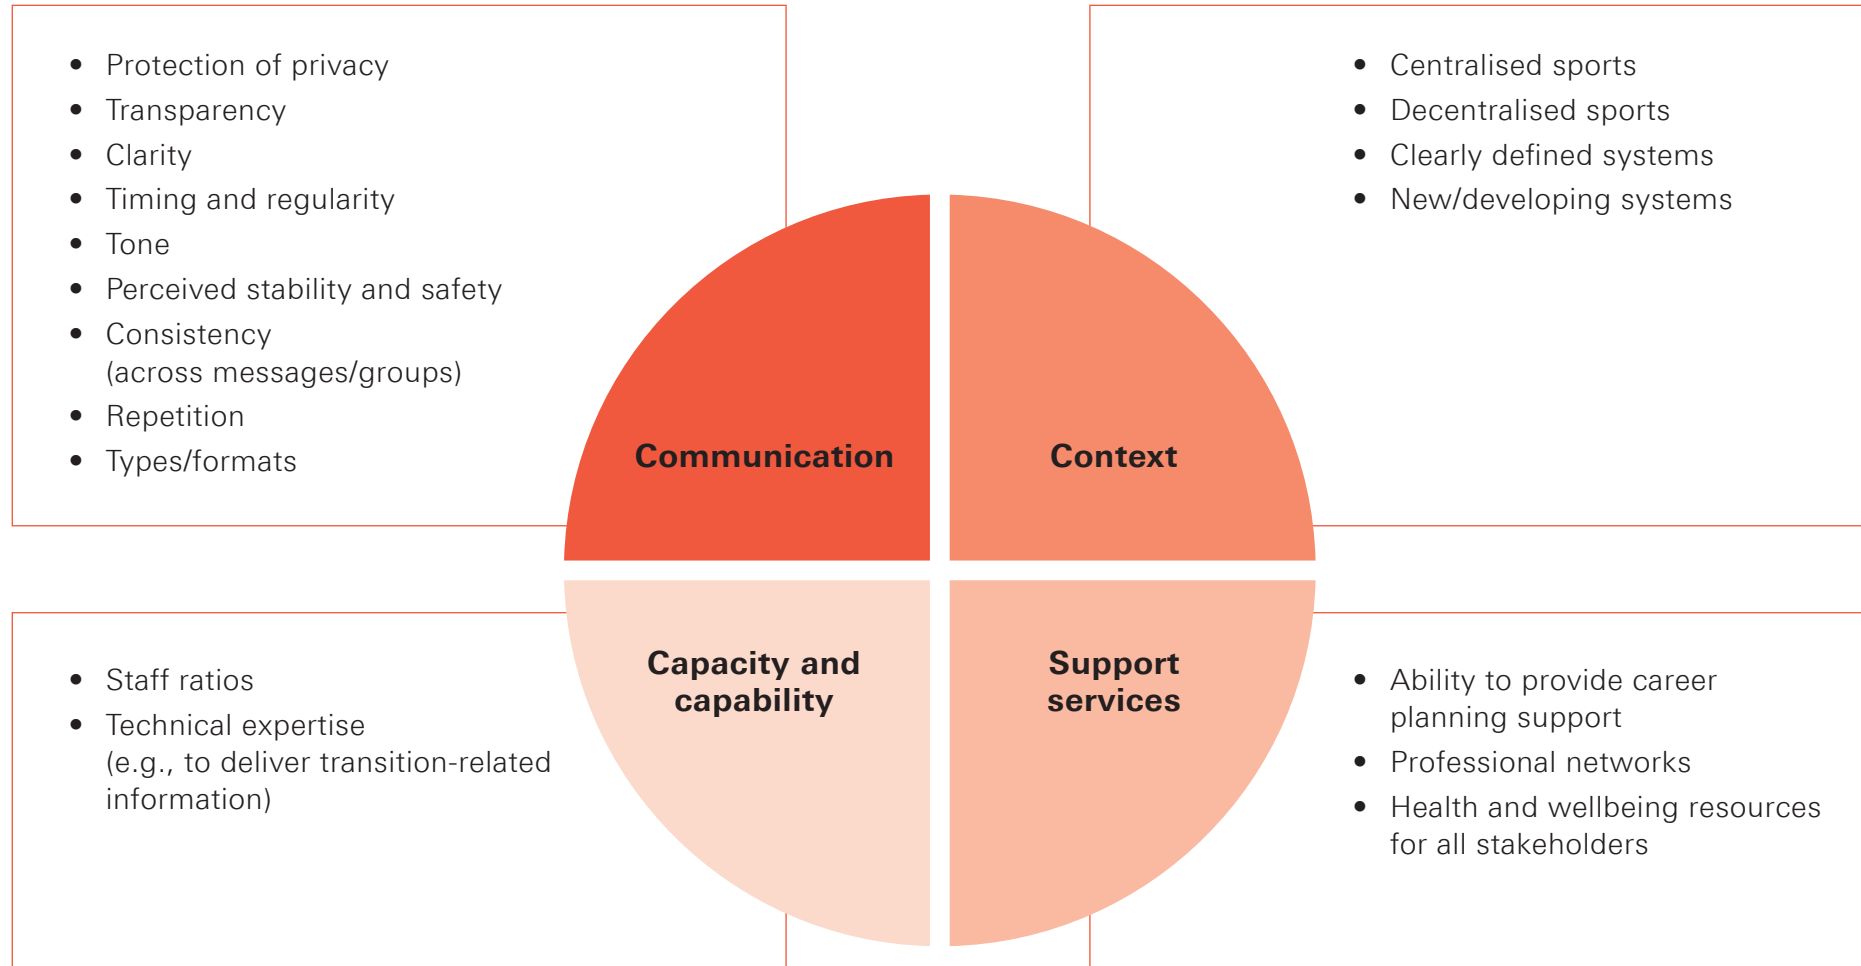 • Protection of privacy
• Transparency
• Clarity
• Timing and regularity
• Tone
• Perceived stability and safety
• Consistency
(across messages/groups)
• Repetition
• Types/formats
• Centralised sports
• Decentralised sports
• Clearly defined systems
• New/developing systems
Communication
Context
Capacity and
capability
Support
services
• Staff ratios
• Technical expertise
(e.g., to deliver transition-related
information)
• Ability to provide career
planning support
• Professional networks
• Health and wellbeing resources
for all stakeholders